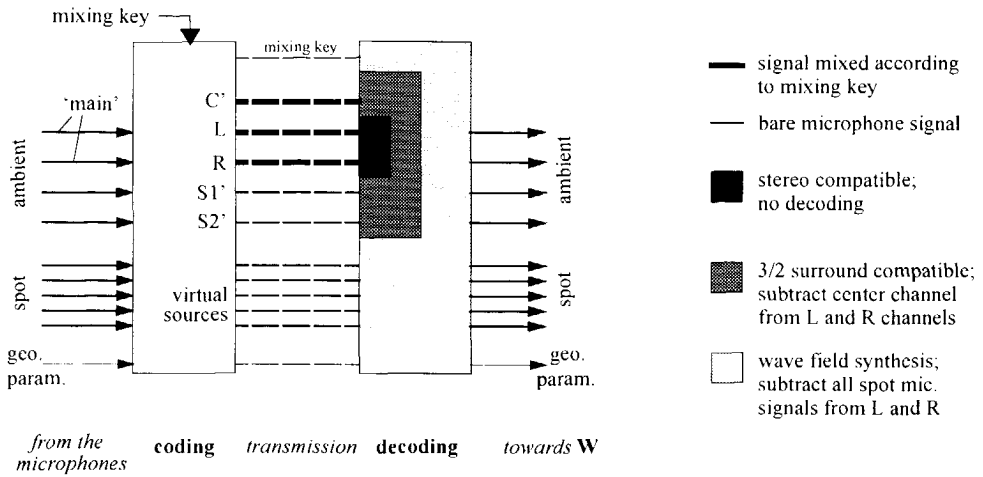 mixing key
mixing key
'main'
ambient
spot
geo.
param.
C'
L
R
S1'
S2'
virtual
sources
ambient
spot
geo.
param.
from the
microphones
coding
transmission
decoding
towards W
signal mixed according
to mixing key
bare microphone signal
stereo compatible;
no decoding
3/2 surround compatible;
subtract center channel
from L and R channels
wave field synthesis;
subtract all spot mic.
signals from L and R